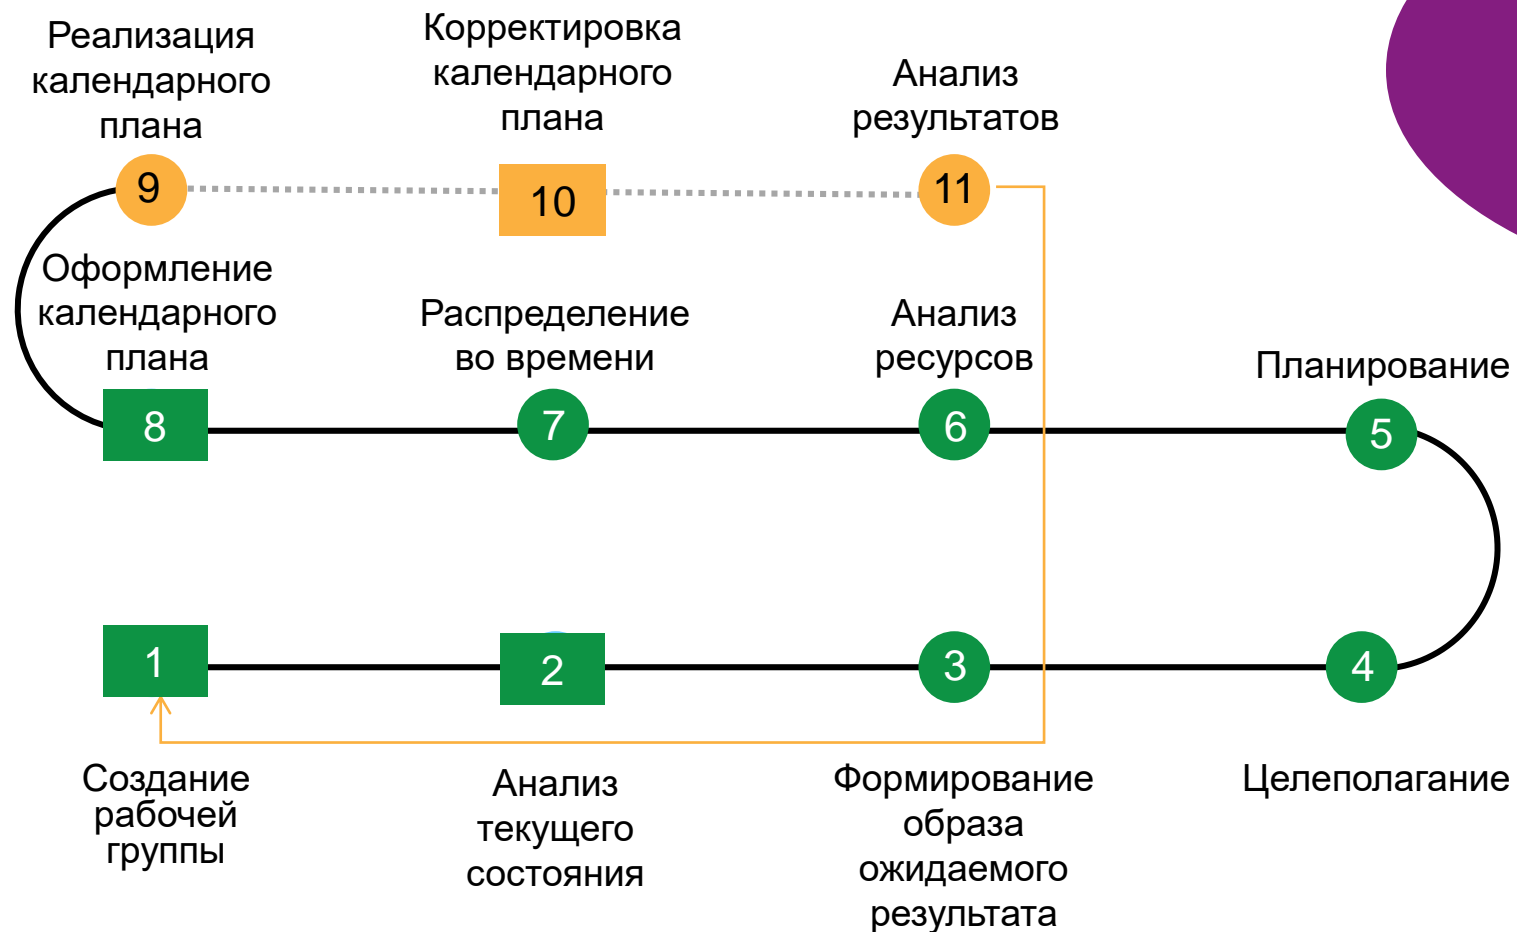 Реализация
календарного
плана
Корректировка
календарного
плана
Анализ
результатов
9
10
11
Оформление
календарного
плана
Распределение
во времени
Анализ
ресурсов
Планирование
8
7
6
5
1
2
3
4
Создание
рабочей
группы
Анализ
текущего
состояния
Формирование
образа
ожидаемого
результата
Целеполагание